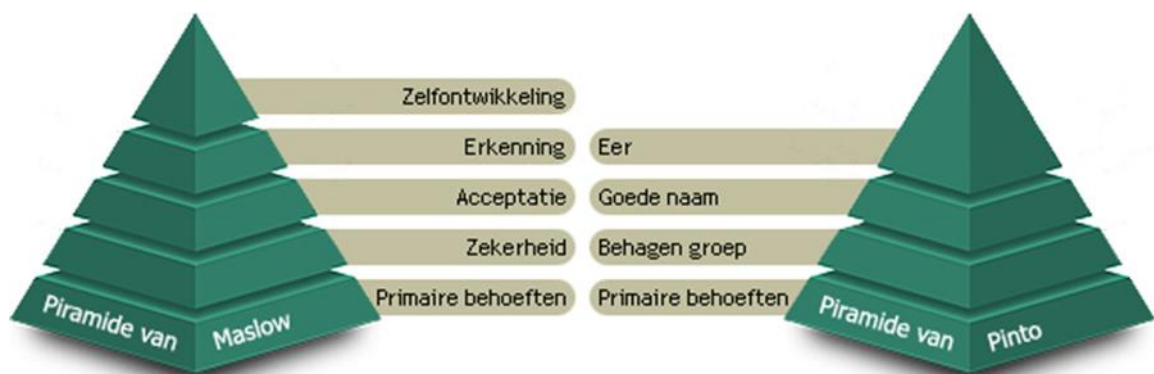 Zelfontwikkeling
Erkenning Eer
Acceptatie Goede naam
Zekerheid Behagen groep
Primaire behoeften Primaire behoeften
Piramide van Maslow Piramide van Pinto